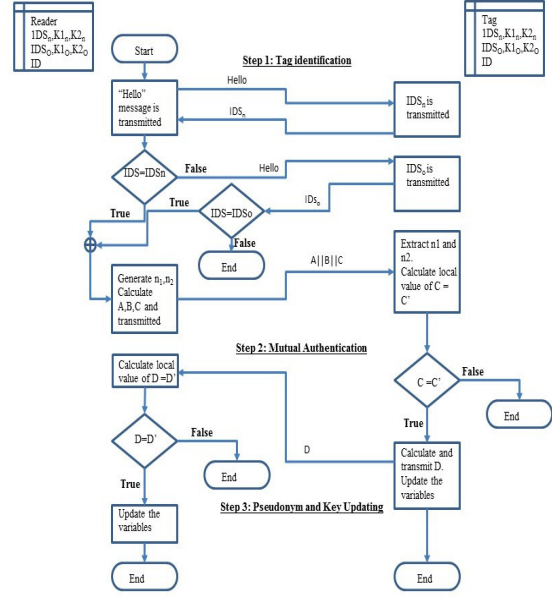 Reader
1DSₙ,K1ₙ,K2ₙ
IDSₒ,K1ₒ,K2ₒ
ID
Tag
1DSₙ,K1ₙ,K2ₙ
IDSₒ,K1ₒ,K2ₒ
ID
Start
Step 1: Tag identification
"Hello"
message is
transmitted
Hello
IDSₙ
IDSₙ is
transmitted
IDS=IDSn
False
Hello
IDSₒ is
transmitted
True
True
IDS=IDSo
IDsₒ
False
End
Generate n₁,n₂
Calculate
A,B,C and
transmitted
A||B||C
Extract n1 and
n2.
Calculate local
value of C =
C’
Step 2: Mutual Authentication
Calculate local
value of D =D’
C =C’
False
End
True
D=D’
False
End
D
Calculate and
transmit D.
Update the
variables
True
Step 3: Pseudonym and Key Updating
Update the
variables
End
End